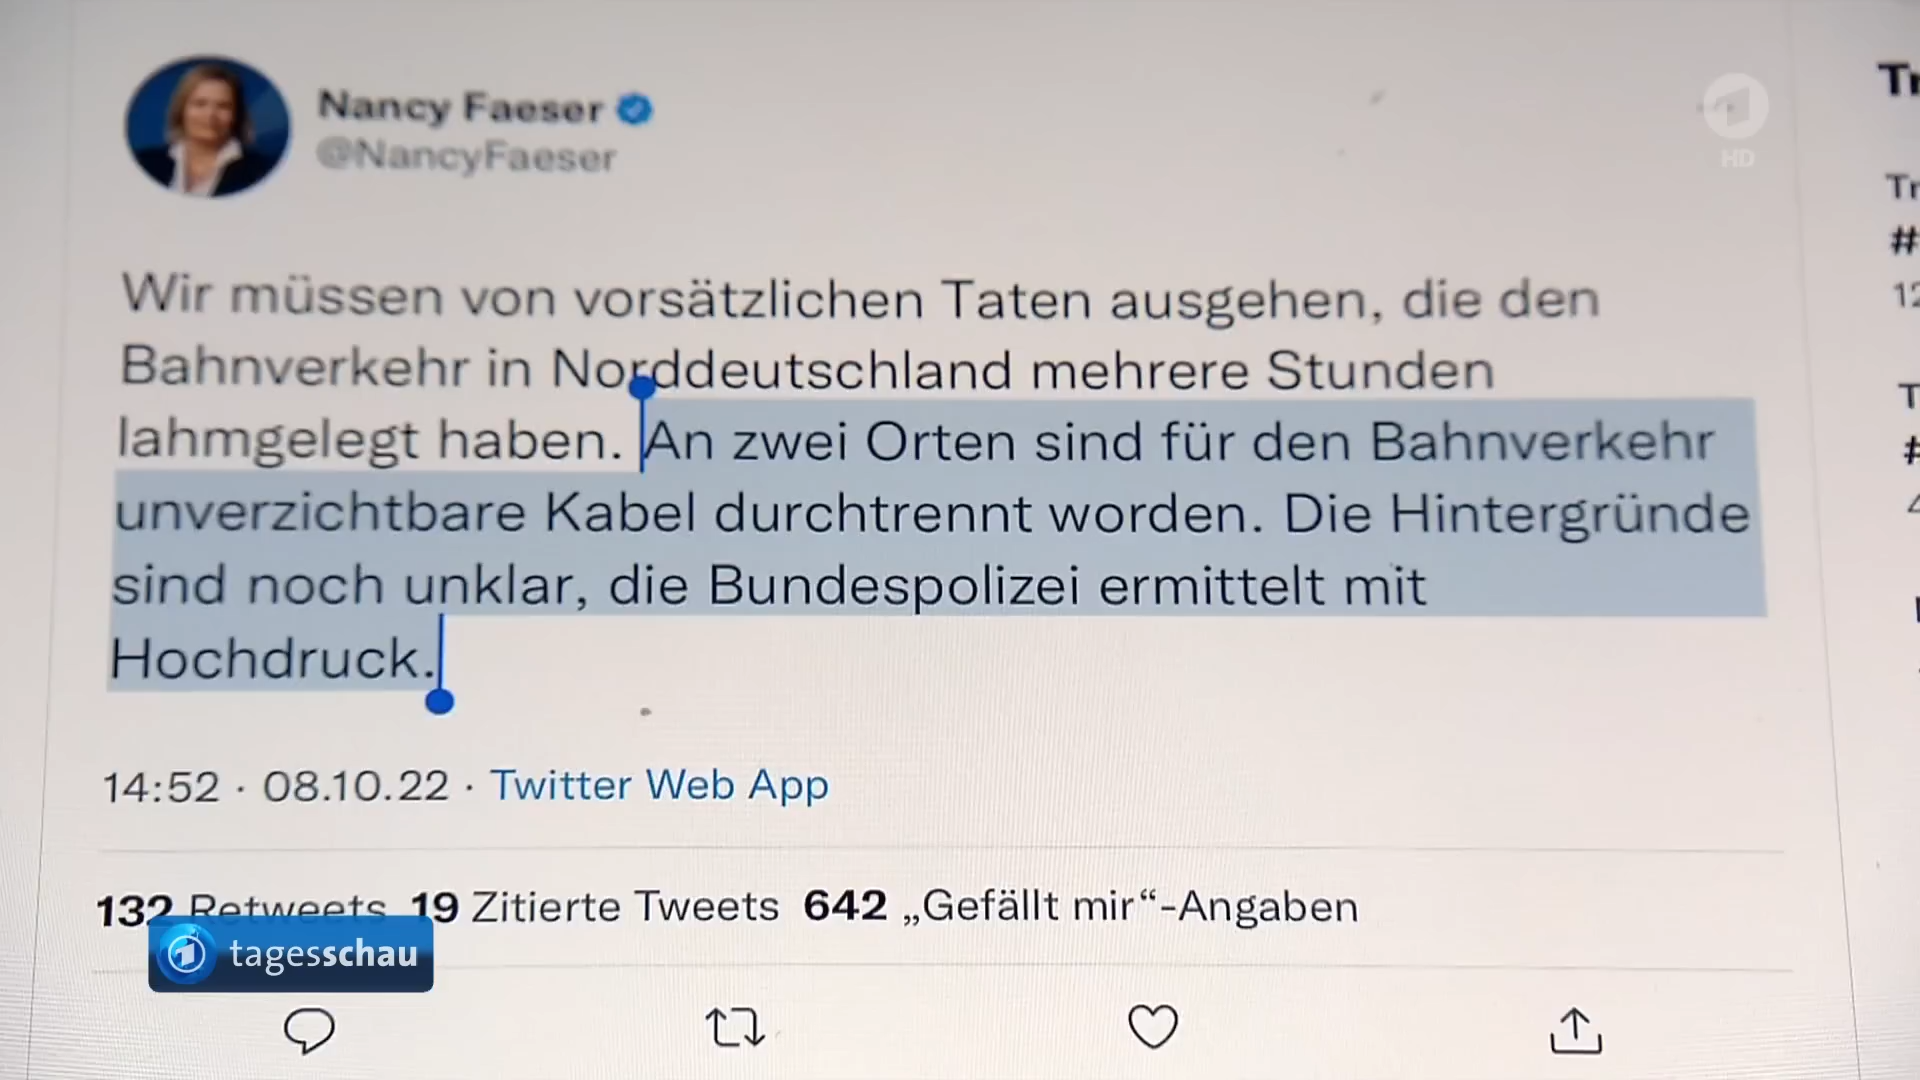 Nancy Faeser
@NancyFaeser
HD
Wir müssen von vorsätzlichen Taten ausgehen, die den
Bahnverkehr in Norddeutschland mehrere Stunden
lahmgelegt haben. An zwei Orten sind für den Bahnverkehr
unverzichtbare Kabel durchtrennt worden. Die Hintergründe
sind noch unklar, die Bundespolizei ermittelt mit
Hochdruck.
14:52 · 08.10.22 · Twitter Web App
132 Retweets 19 Zitierte Tweets 642 „Gefällt mir“-Angaben
tagesschau